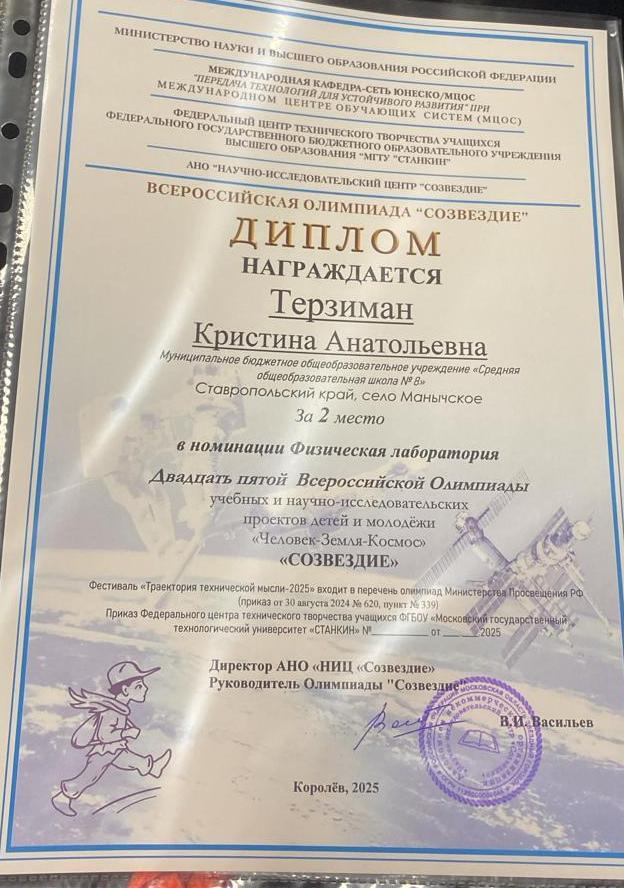 МИНИСТЕРСТВО НАУКИ И ВЫСШЕГО ОБРАЗОВАНИЯ РОССИЙСКОЙ ФЕДЕРАЦИИ
МЕЖДУНАРОДНАЯ КАФЕДРА-СЕТЬ ЮНЕСКО/МЦОС
"ПЕРЕДАЧА ТЕХНОЛОГИЙ ДЛЯ УСТОЙЧИВОГО РАЗВИТИЯ" ПРИ
МЕЖДУНАРОДНОМ ЦЕНТРЕ ОБУЧАЮЩИХ СИСТЕМ (МЦОС)
ФЕДЕРАЛЬНЫЙ ЦЕНТР ТЕХНИЧЕСКОГО ТВОРЧЕСТВА УЧАЩИХСЯ
ФЕДЕРАЛЬНОГО ГОСУДАРСТВЕННОГО БЮДЖЕТНОГО ОБРАЗОВАТЕЛЬНОГО УЧРЕЖДЕНИЯ
ВЫСШЕГО ОБРАЗОВАНИЯ "МГТУ "СТАНКИН"
АНО "НАУЧНО-ИССЛЕДОВАТЕЛЬСКИЙ ЦЕНТР "СОЗВЕЗДИЕ"
ВСЕРОССИЙСКАЯ ОЛИМПИАДА "СОЗВЕЗДИЕ"
ДИПЛОМ
НАГРАЖДАЕТСЯ
Терзиман
Кристина Анатольевна
Муниципальное бюджетное общеобразовательное учреждение «Средняя
общеобразовательная школа № 8»
Ставропольский край, село Манычское
За 2 место
в номинации Физическая лаборатория
Двадцать пятой Всероссийской Олимпиады
учебных и научно-исследовательских
проектов детей и молодёжи
«Человек-Земля-Космос»
«СОЗВЕЗДИЕ»
Фестиваль «Траектория технической мысли-2025» входит в перечень олимпиад Министерства Просвещения РФ
(приказ от 30 августа 2024 № 620, пункт № 339)
Приказ Федерального центра технического творчества учащихся ФГБОУ «Московский государственный
технологический университет «СТАНКИН» №_________ от ______2025
Директор АНО «НИЦ «Созвездие»
Руководитель Олимпиады "Созвездие"
В.И. Васильев
Королёв, 2025